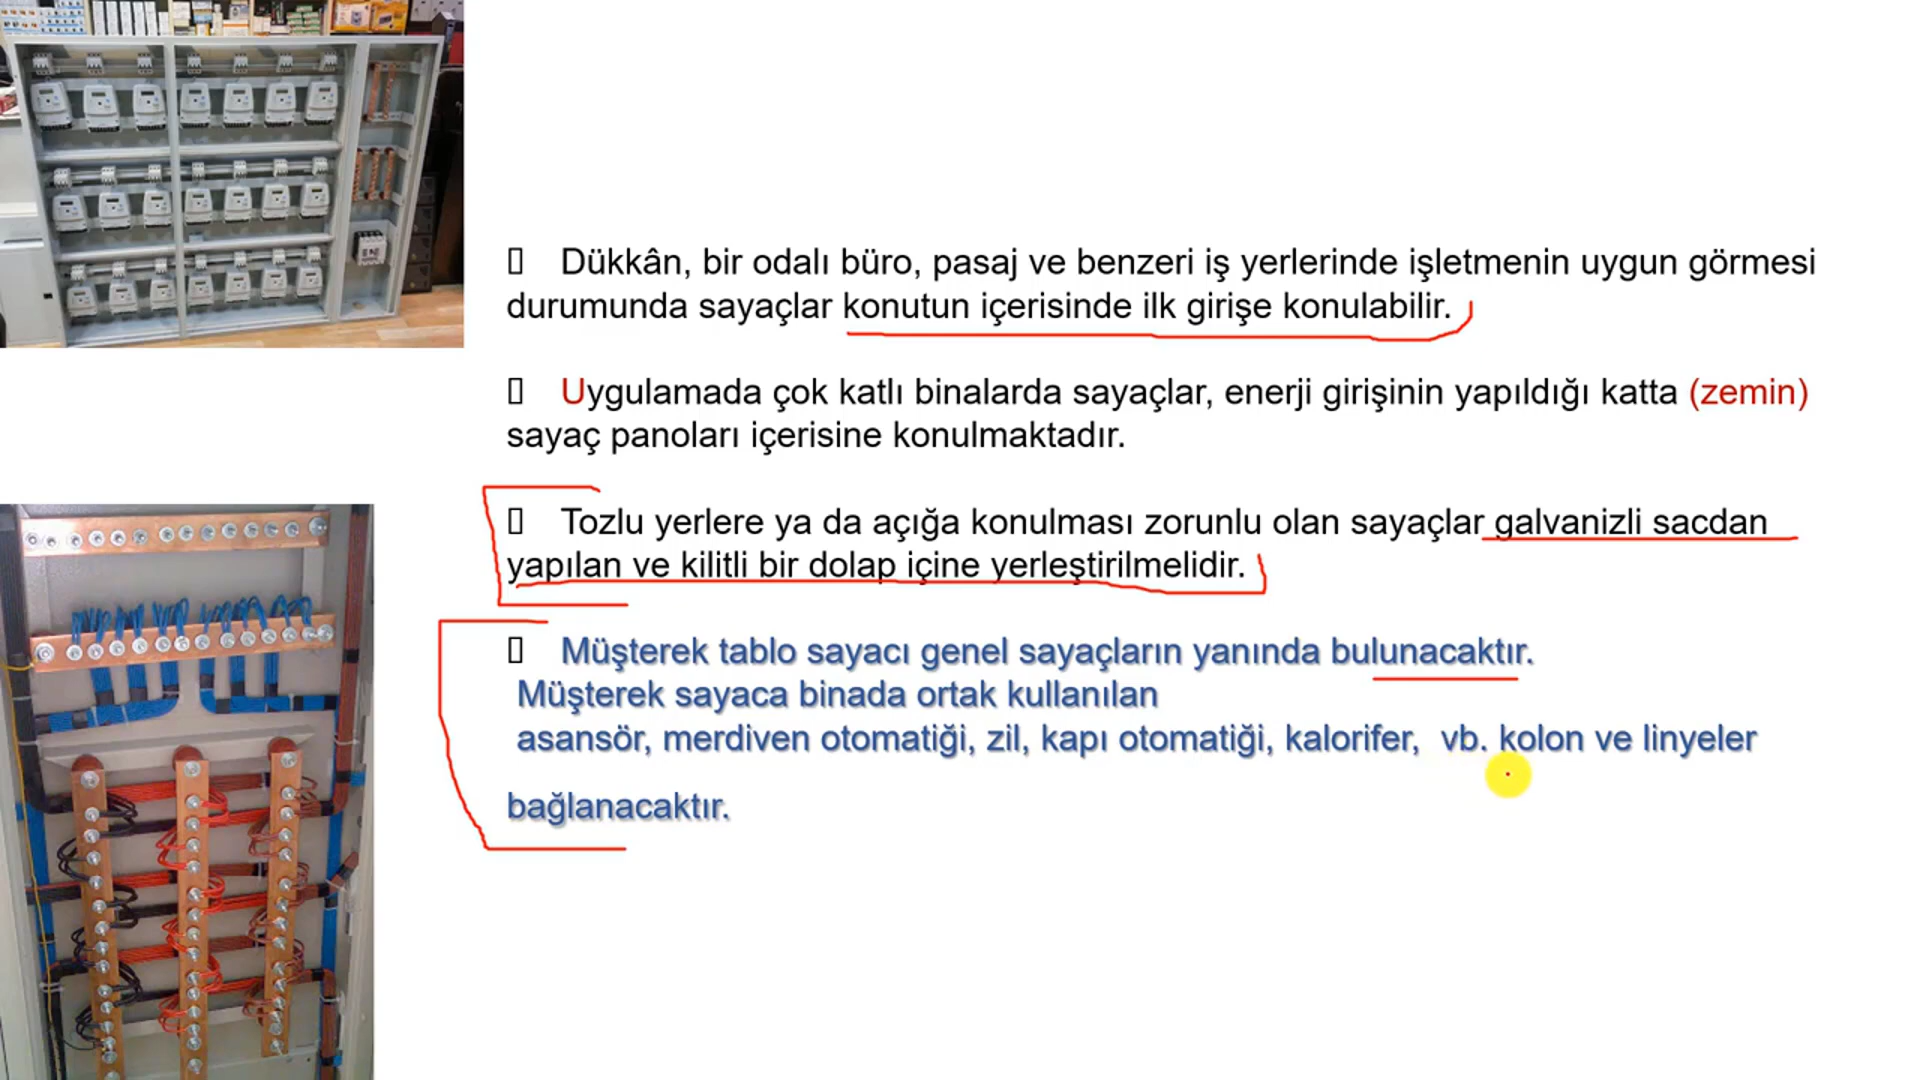 Dükkân, bir odalı büro, pasaj ve benzeri iş yerlerinde işletmenin uygun görmesi
durumunda sayaçlar konutun içerisinde ilk girişe konulabilir.
Uygulamada çok katlı binalarda sayaçlar, enerji girişinin yapıldığı katta (zemin)
sayaç panoları içerisine konulmaktadır.
Tozlu yerlere ya da açığa konulması zorunlu olan sayaçlar galvanizli sacdan
yapılan ve kilitli bir dolap içine yerleştirilmelidir.
Müşterek tablo sayacı genel sayaçların yanında bulunacaktır.
Müşterek sayaca binada ortak kullanılan
asansör, merdiven otomatiği, zil, kapı otomatiği, kalorifer, vb. kolon ve linyeler
bağlanacaktır.